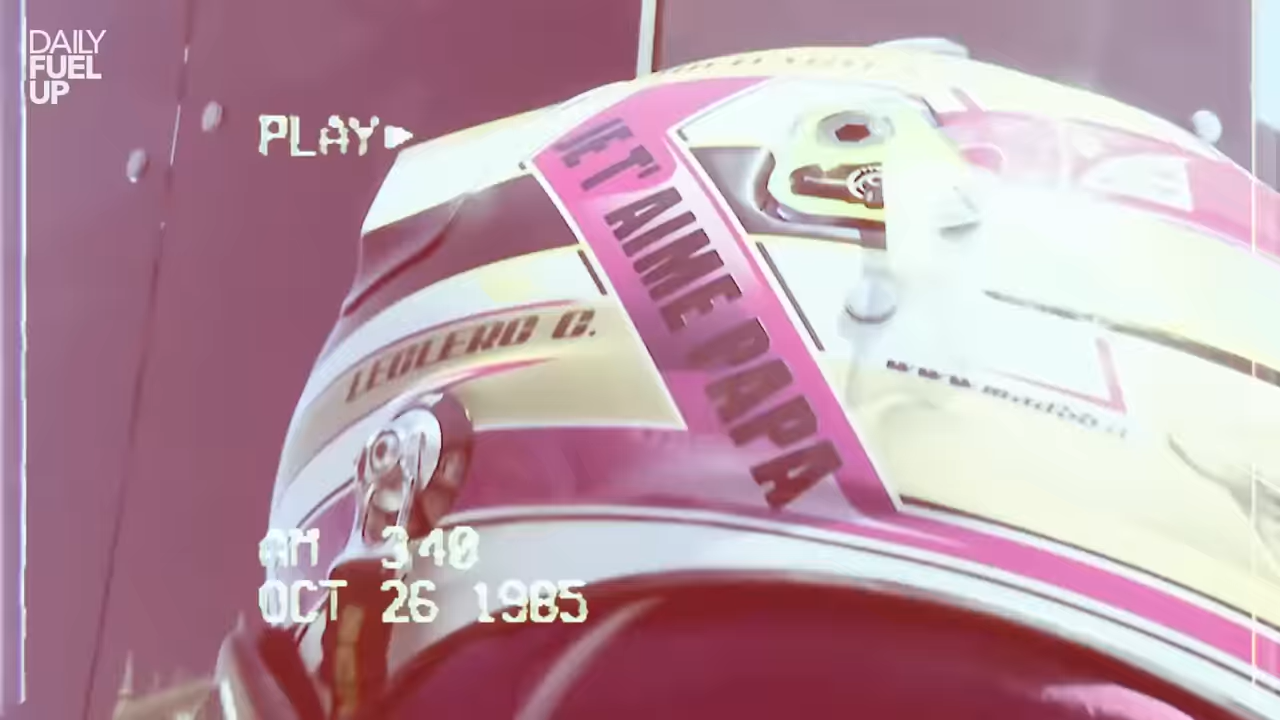 DAILY
FUEL
UP
PLAY
JE T'AIME PAPA
LECLERC C.
AM 3:40
OCT 26 1985